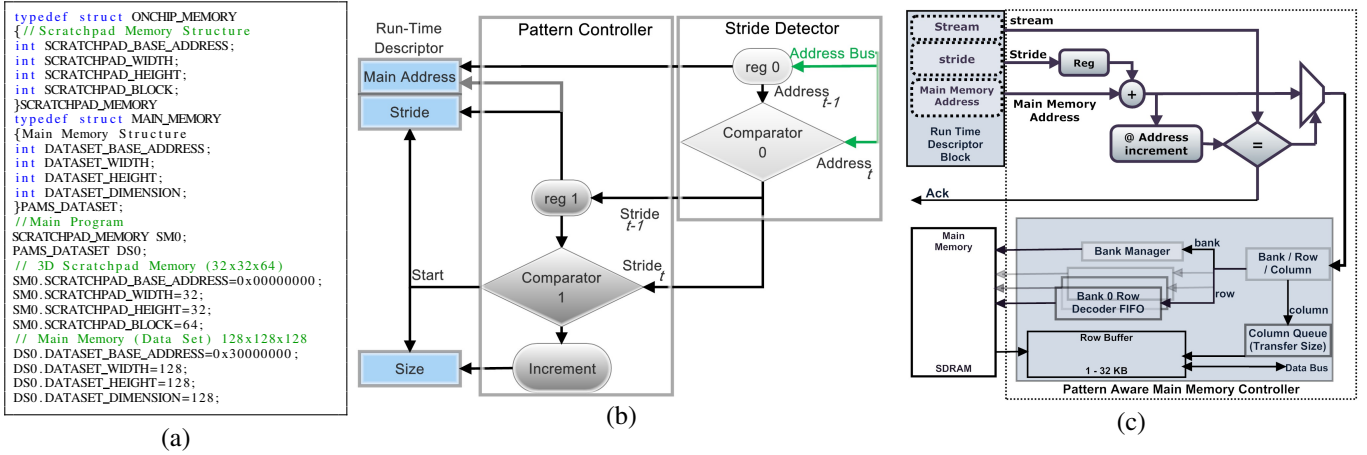 typedef struct ONCHIP_MEMORY
{// Scratchpad Memory Structure
int SCRATCHPAD_BASE_ADDRESS;
int SCRATCHPAD_WIDTH;
int SCRATCHPAD_HEIGHT;
int SCRATCHPAD_BLOCK;
}SCRATCHPAD_MEMORY
typedef struct MAIN_MEMORY
{Main Memory Structure
int DATASET_BASE_ADDRESS;
int DATASET_WIDTH;
int DATASET_HEIGHT;
int DATASET_DIMENSION;
}PAMS_DATASET;
//Main Program
SCRATCHPAD_MEMORY SM0;
PAMS_DATASET DS0;
// 3D Scratchpad Memory (32x32x64)
SM0.SCRATCHPAD_BASE_ADDRESS=0x00000000;
SM0.SCRATCHPAD_WIDTH=32;
SM0.SCRATCHPAD_HEIGHT=32;
SM0.SCRATCHPAD_BLOCK=64;
// Main Memory (Data Set) 128x128x128
DS0.DATASET_BASE_ADDRESS=0x30000000;
DS0.DATASET_WIDTH=128;
DS0.DATASET_HEIGHT=128;
DS0.DATASET_DIMENSION=128;
(a)
Run-Time
Descriptor
Pattern Controller
Stride Detector
Main Address
Stride
Size
Address Bus
reg 0
Address
t-1
Comparator
0
Address
t
reg 1
Stride
t-1
Comparator
1
Stride
t
Start
Increment
(b)
Stream
stream
stride
Stride
Reg
Main Memory
Address
Main Memory
Address
+
Run Time
Descriptor
Block
@ Address
increment
=
Ack
Main
Memory
SDRAM
Bank Manager
bank
Bank / Row
/ Column
row
Bank 0 Row
Decoder FIFO
column
Column Queue
(Transfer Size)
Row Buffer
1 - 32 KB
Data Bus
Pattern Aware Main Memory Controller
(c)